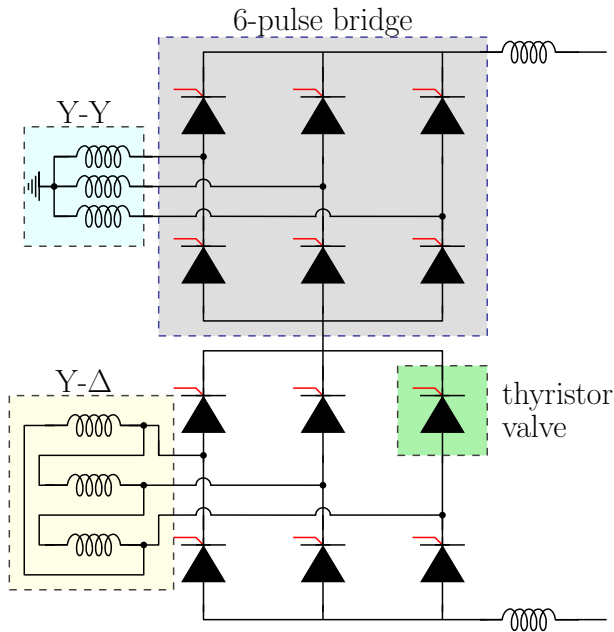 6-pulse bridge
Y-Y
Y-Δ
thyristor
valve